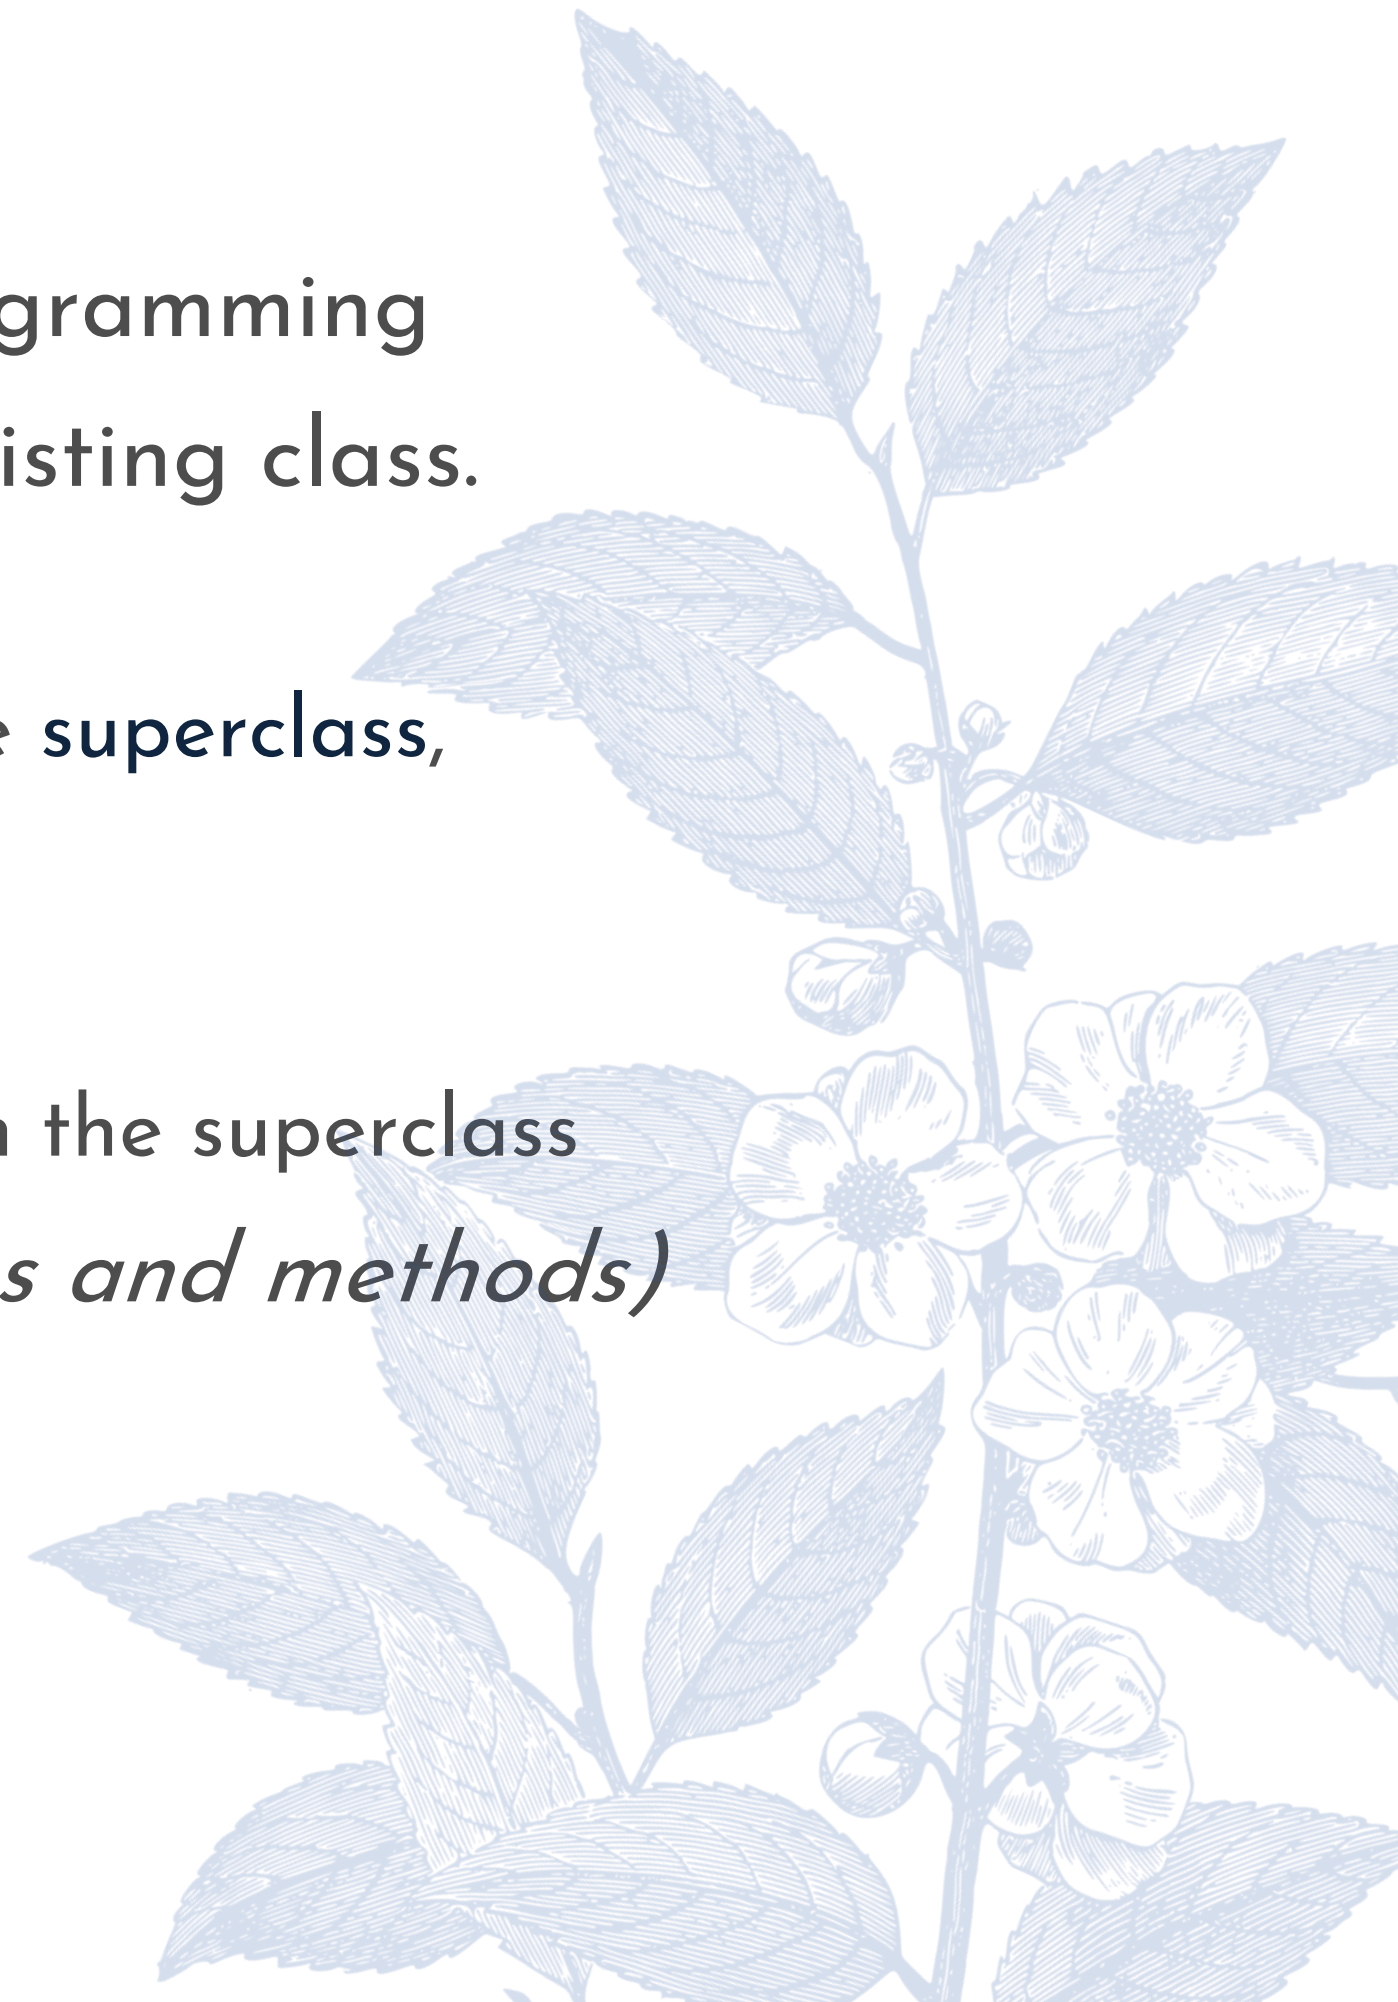 gramming
isting class.
e superclass,
n the superclass
s and methods)